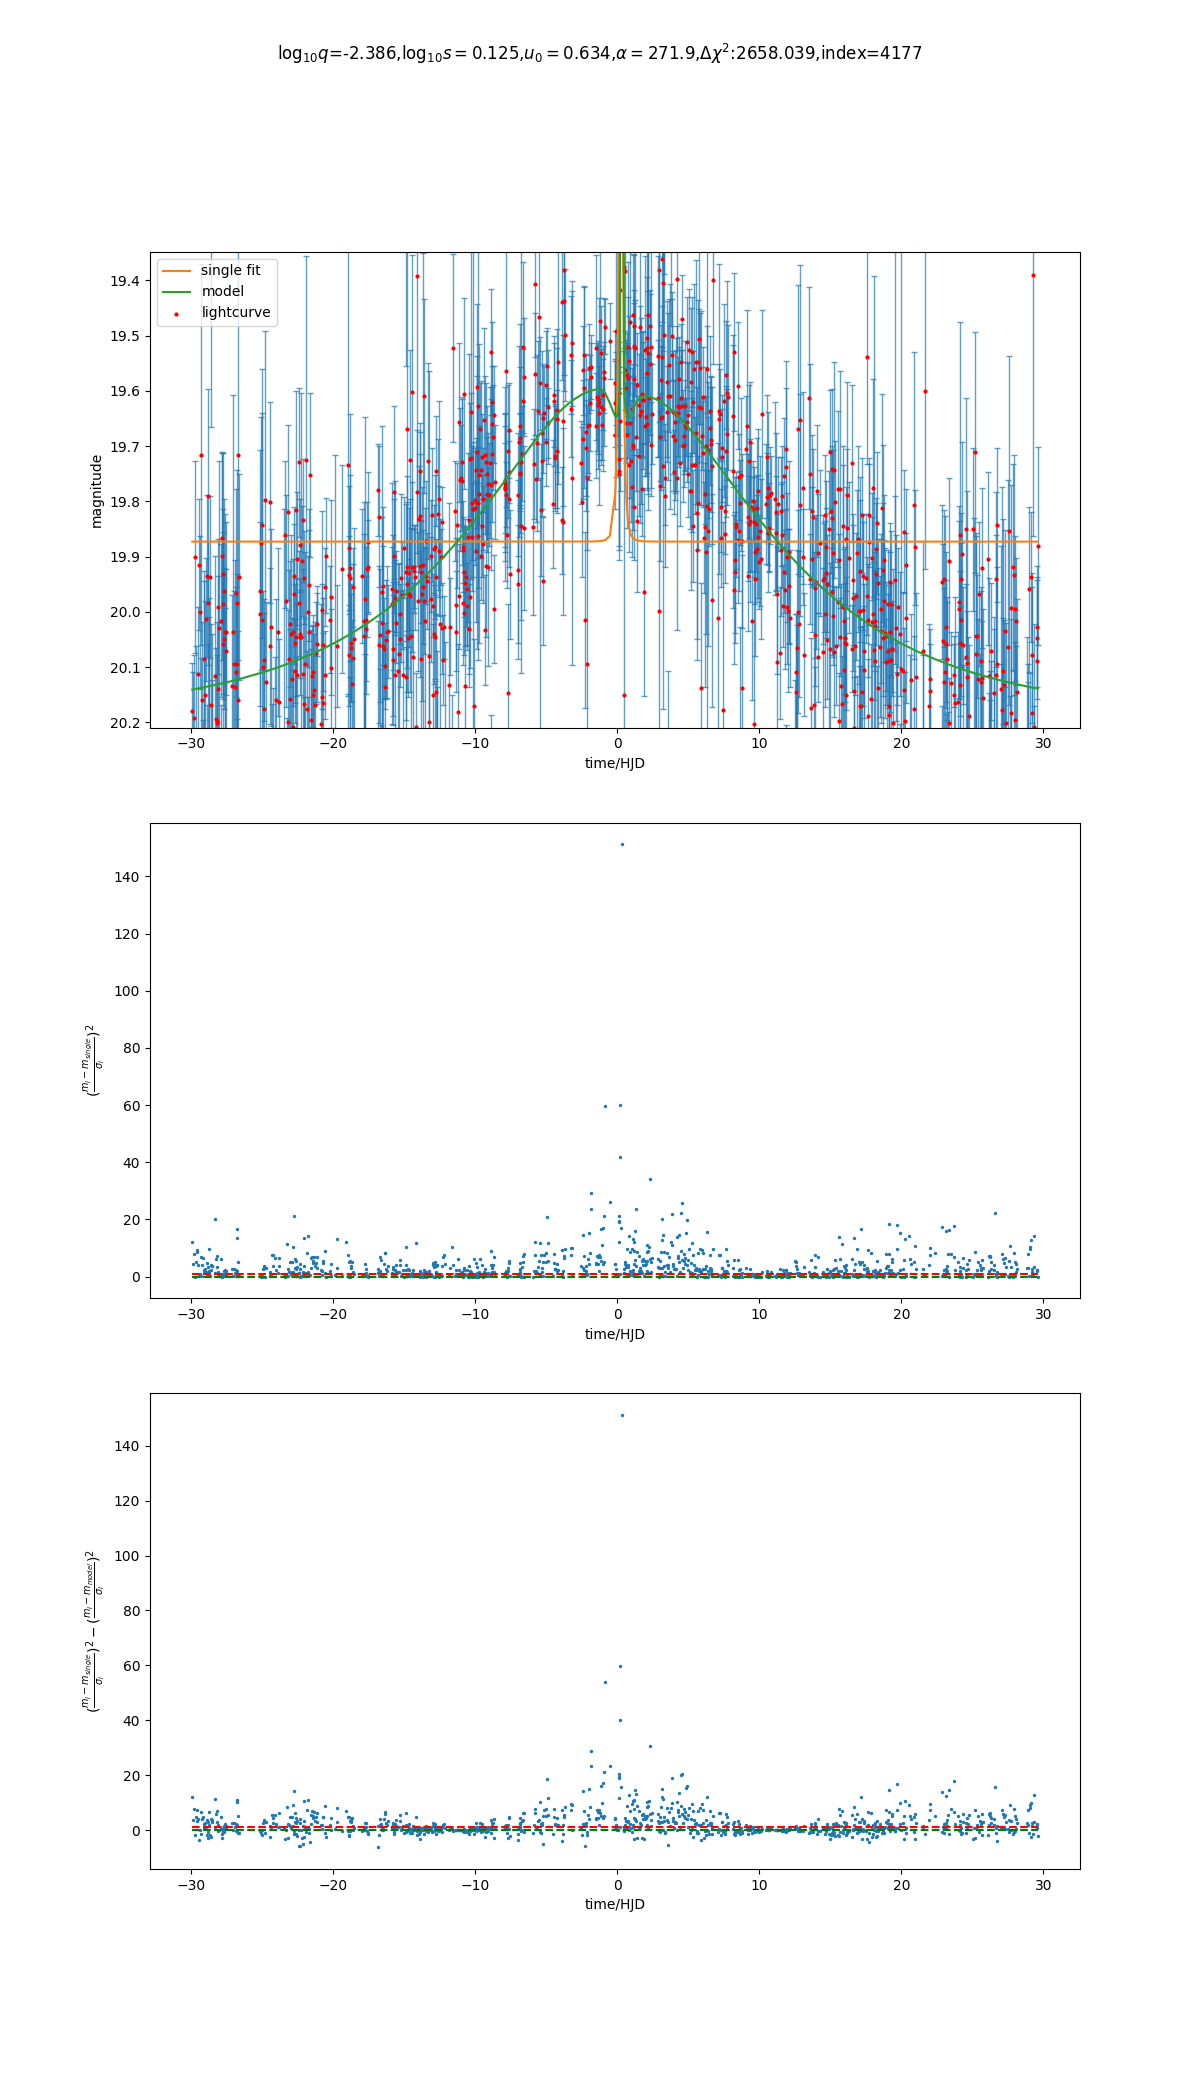 log₁₀q=-2.386,log₁₀s = 0.125,u₀ = 0.634,α = 271.9,Δχ²:2658.039,index=4177
single fit
model
lightcurve
magnitude
19.4
19.5
19.6
19.7
19.8
19.9
20.0
20.1
20.2
−30 −20 −10 0 10 20 30
time/HJD
(mᵢ − m_single / σᵢ)²
140
120
100
80
60
40
20
0
−30 −20 −10 0 10 20 30
time/HJD
(mᵢ − m_single / σᵢ)² − (mᵢ − m_model / σᵢ)²
140
120
100
80
60
40
20
0
−30 −20 −10 0 10 20 30
time/HJD